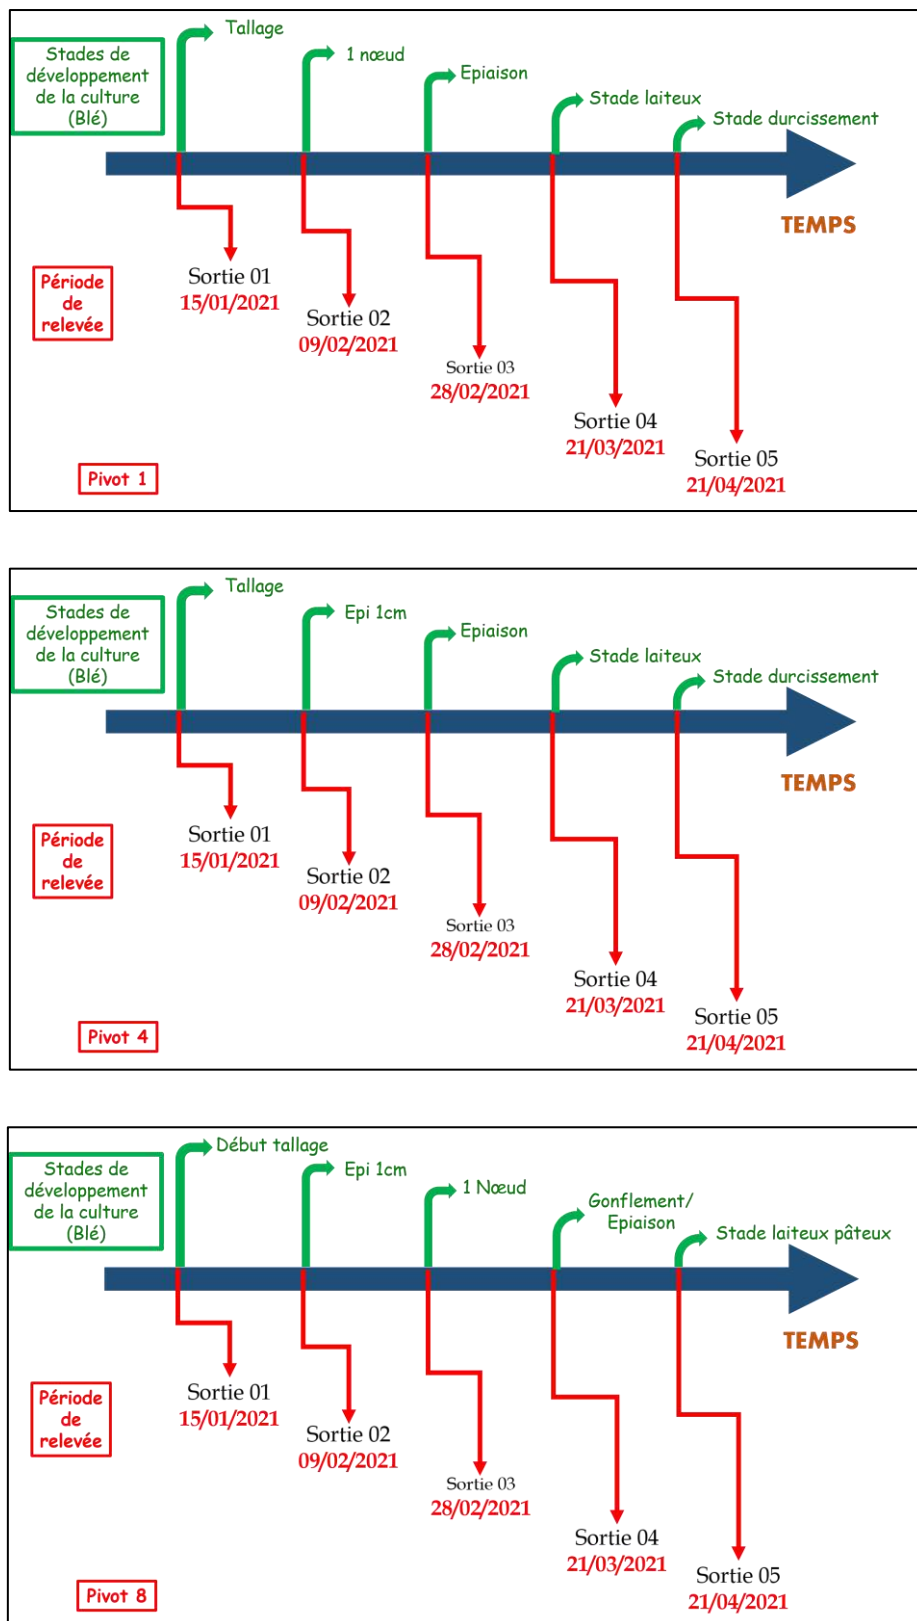 Tallage
Stades de
développement
de la culture
(Blé)
1 nœud
Epiaison
Stade laiteux
Stade durcissement
TEMPS
Période
de
relevée
Sortie 01
15/01/2021
Sortie 02
09/02/2021
Sortie 03
28/02/2021
Sortie 04
21/03/2021
Sortie 05
21/04/2021
Pivot 1
Tallage
Stades de
développement
de la culture
(Blé)
Epi 1cm
Epiaison
Stade laiteux
Stade durcissement
TEMPS
Période
de
relevée
Sortie 01
15/01/2021
Sortie 02
09/02/2021
Sortie 03
28/02/2021
Sortie 04
21/03/2021
Sortie 05
21/04/2021
Pivot 4
Début tallage
Stades de
développement
de la culture
(Blé)
Epi 1cm
1 Nœud
Gonflement/
Epiaison
Stade laiteux pâteux
TEMPS
Période
de
relevée
Sortie 01
15/01/2021
Sortie 02
09/02/2021
Sortie 03
28/02/2021
Sortie 04
21/03/2021
Sortie 05
21/04/2021
Pivot 8